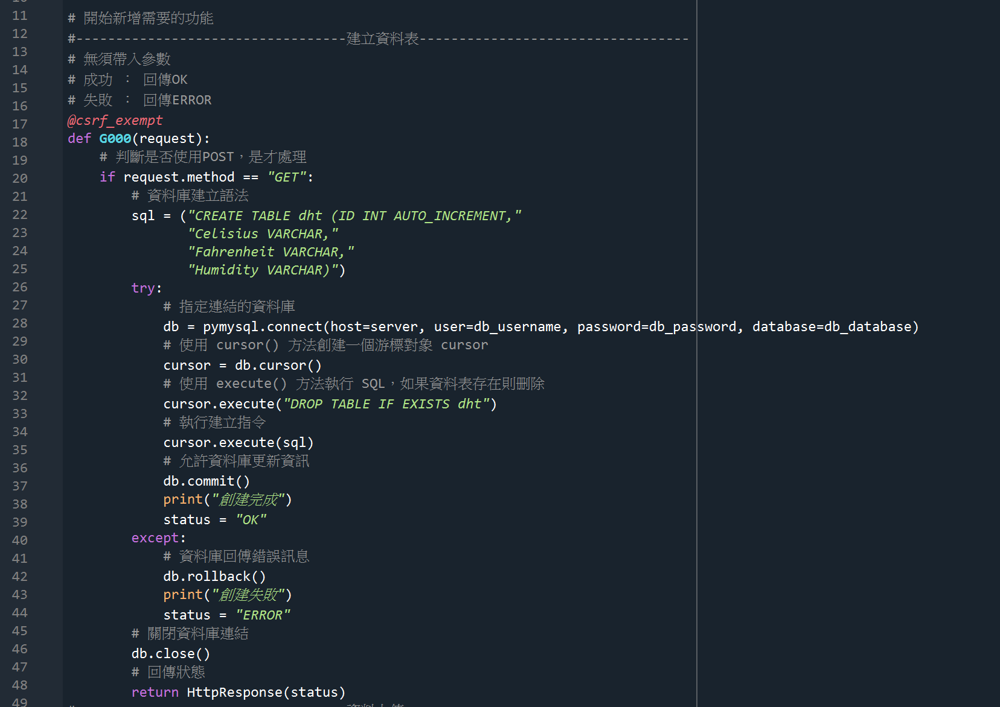 11
12
13
14
15
16
17
18
19
20
21
22
23
24
25
26
27
28
29
30
31
32
33
34
35
36
37
38
39
40
41
42
43
44
45
46
47
48
49
# 開始新增需要的功能
#----------------------------------建立資料表----------------------------------
# 無須帶入參數
# 成功 : 回傳OK
# 失敗 : 回傳ERROR
@csrf_exempt
def G000(request):
    # 判斷是否使用POST，是才處理
    if request.method == "GET":
        # 資料庫建立語法
        sql = ("CREATE TABLE dht (ID INT AUTO_INCREMENT,"
               "Celisius VARCHAR,"
               "Fahrenheit VARCHAR,"
               "Humidity VARCHAR)")
        try:
            # 指定連結的資料庫
            db = pymysql.connect(host=server, user=db_username, password=db_password, database=db_database)
            # 使用 cursor() 方法創建一個游標對象 cursor
            cursor = db.cursor()
            # 使用 execute() 方法執行 SQL，如果資料表存在則刪除
            cursor.execute("DROP TABLE IF EXISTS dht")
            # 執行建立指令
            cursor.execute(sql)
            # 允許資料庫更新資訊
            db.commit()
            print("創建完成")
            status = "OK"
        except:
            # 資料庫回傳錯誤訊息
            db.rollback()
            print("創建失敗")
            status = "ERROR"
        # 關閉資料庫連結
        db.close()
        # 回傳狀態
        return HttpResponse(status)